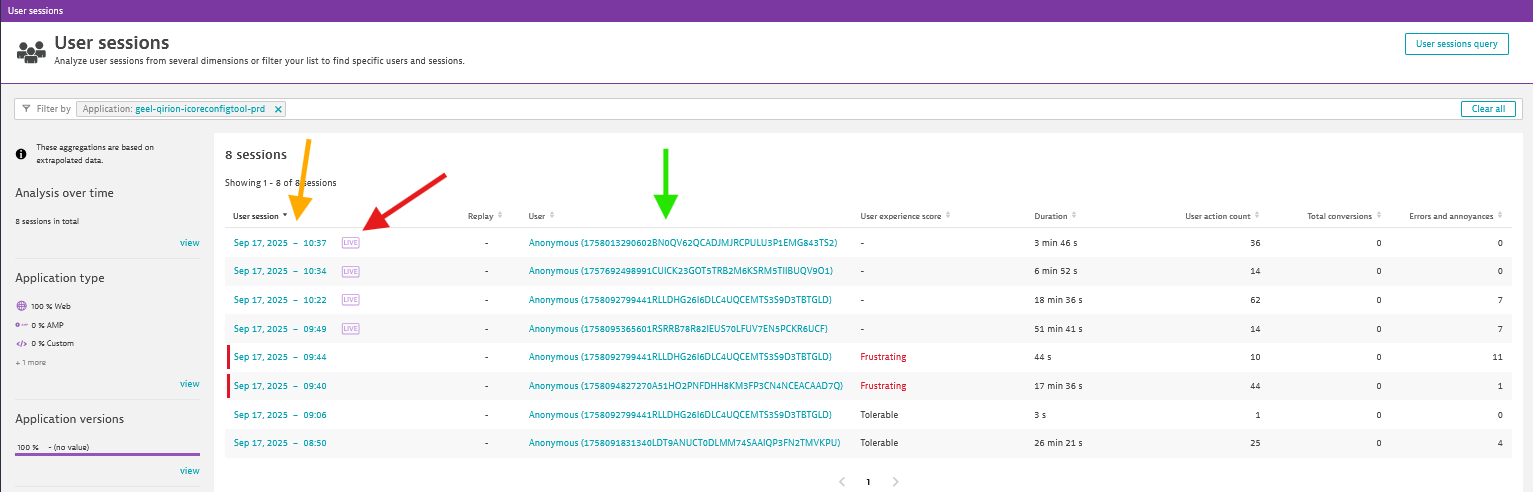 User sessions
User sessions
Analyze user sessions from several dimensions or filter your list to find specific users and sessions.
User sessions query
Filter by Application: geel-qirion-icoreconfigtool-prd × Clear all
These aggregations are based on
extrapolated data.
Analysis over time
8 sessions in total
view
Application type
100 % Web
0 % AMP
0 % Custom
+ 1 more
view
Application versions
100 % - (no value)
view
8 sessions
Showing 1 - 8 of 8 sessions
User session Replay User User experience score Duration User action count Total conversions Errors and annoyances
Sep 17, 2025 – 10:37 LIVE - Anonymous (1758013290602BN0QV62QCADJMJRCPULU3P1EMG843TS2) - 3 min 46 s 36 0 0
Sep 17, 2025 – 10:34 LIVE - Anonymous (1757692498991CUICK23GOT5TRB2M6KSRM5TIIBUQV9O1) - 6 min 52 s 14 0 0
Sep 17, 2025 – 10:22 LIVE - Anonymous (1758092799441RLLDHG26I6DLC4UQCEMTS3S9D3TBTGLD) - 18 min 36 s 62 0 7
Sep 17, 2025 – 09:49 LIVE - Anonymous (1758095365601RSRRB78R82IEUS70LFUV7EN5PCKR6UCF) - 51 min 41 s 14 0 7
Sep 17, 2025 – 09:44 - Anonymous (1758092799441RLLDHG26I6DLC4UQCEMTS3S9D3TBTGLD) Frustrating 44 s 10 0 11
Sep 17, 2025 – 09:40 - Anonymous (1758094827270A51HO2PNFDHH8KM3FP3CN4NCEACAAD7Q) Frustrating 17 min 36 s 44 0 1
Sep 17, 2025 – 09:06 - Anonymous (1758092799441RLLDHG26I6DLC4UQCEMTS3S9D3TBTGLD) Tolerable 3 s 1 0 0
Sep 17, 2025 – 08:50 - Anonymous (1758091831340LDT9ANUCT0DLMM74SAAIQP3FN2TMVKPU) Tolerable 26 min 21 s 25 0 4
1